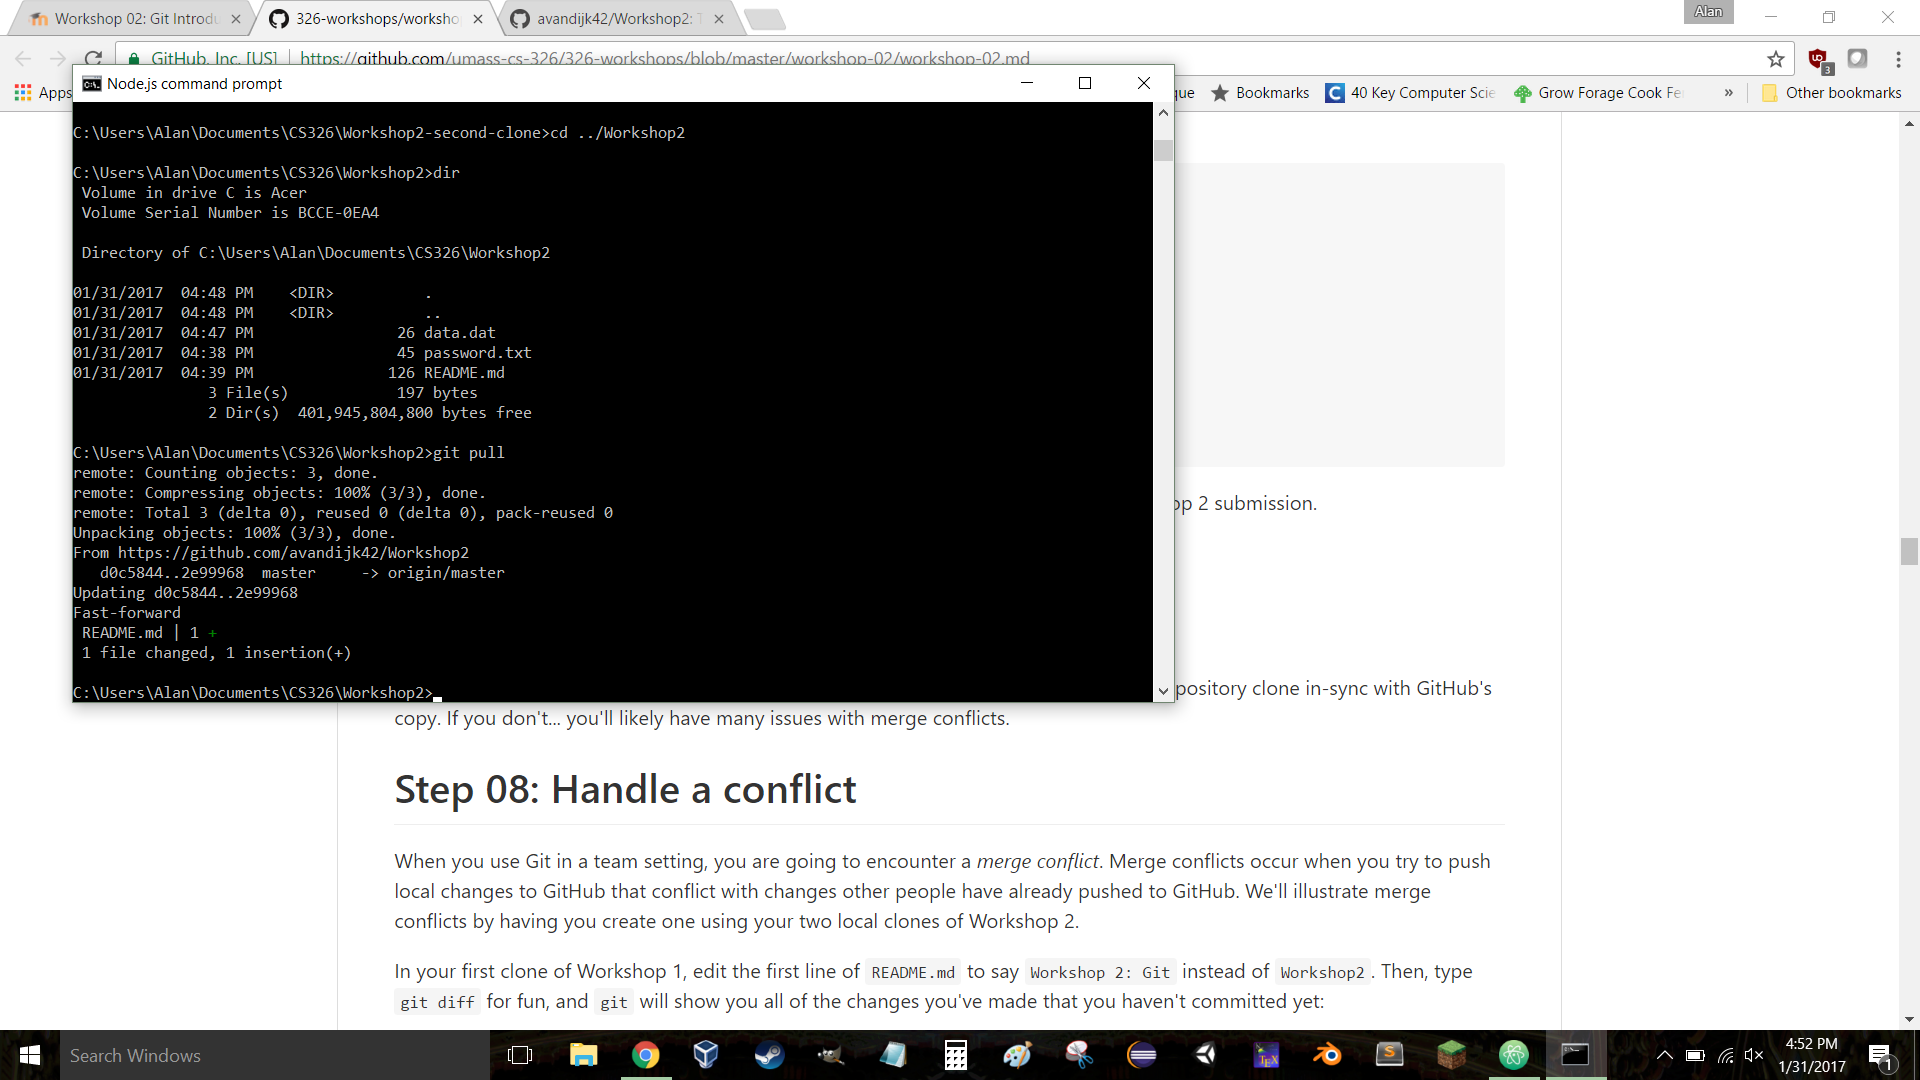 Workshop 02: Git Introdu
326-workshops/worksho
avandijk42/Workshop2: T
Alan
GitHub, Inc. [US]
https://github.com/umass-cs-326/326-workshops/blob/master/workshop-02/workshop-02.md
3
Apps
que
Bookmarks
40 Key Computer Scie
Grow Forage Cook Fe
»
Other bookmarks
Node.js command prompt
C:\Users\Alan\Documents\CS326\Workshop2-second-clone>cd ../Workshop2
C:\Users\Alan\Documents\CS326\Workshop2>dir
Volume in drive C is Acer
Volume Serial Number is BCCE-0EA4
Directory of C:\Users\Alan\Documents\CS326\Workshop2
01/31/2017  04:48 PM    <DIR>          .
01/31/2017  04:48 PM    <DIR>          ..
01/31/2017  04:47 PM                26 data.dat
01/31/2017  04:38 PM                45 password.txt
01/31/2017  04:39 PM               126 README.md
3 File(s)            197 bytes
2 Dir(s)  401,945,804,800 bytes free
C:\Users\Alan\Documents\CS326\Workshop2>git pull
remote: Counting objects: 3, done.
remote: Compressing objects: 100% (3/3), done.
remote: Total 3 (delta 0), reused 0 (delta 0), pack-reused 0
Unpacking objects: 100% (3/3), done.
From https://github.com/avandijk42/Workshop2
d0c5844..2e99968  master     -> origin/master
Updating d0c5844..2e99968
Fast-forward
README.md | 1 +
1 file changed, 1 insertion(+)
C:\Users\Alan\Documents\CS326\Workshop2>
op 2 submission.
pository clone in-sync with GitHub's
copy. If you don't... you'll likely have many issues with merge conflicts.
Step 08: Handle a conflict
When you use Git in a team setting, you are going to encounter a merge conflict. Merge conflicts occur when you try to push
local changes to GitHub that conflict with changes other people have already pushed to GitHub. We'll illustrate merge
conflicts by having you create one using your two local clones of Workshop 2.
In your first clone of Workshop 1, edit the first line of README.md to say Workshop 2: Git instead of Workshop2. Then, type
git diff for fun, and git will show you all of the changes you've made that you haven't committed yet:
Search Windows
4:52 PM
1/31/2017
1